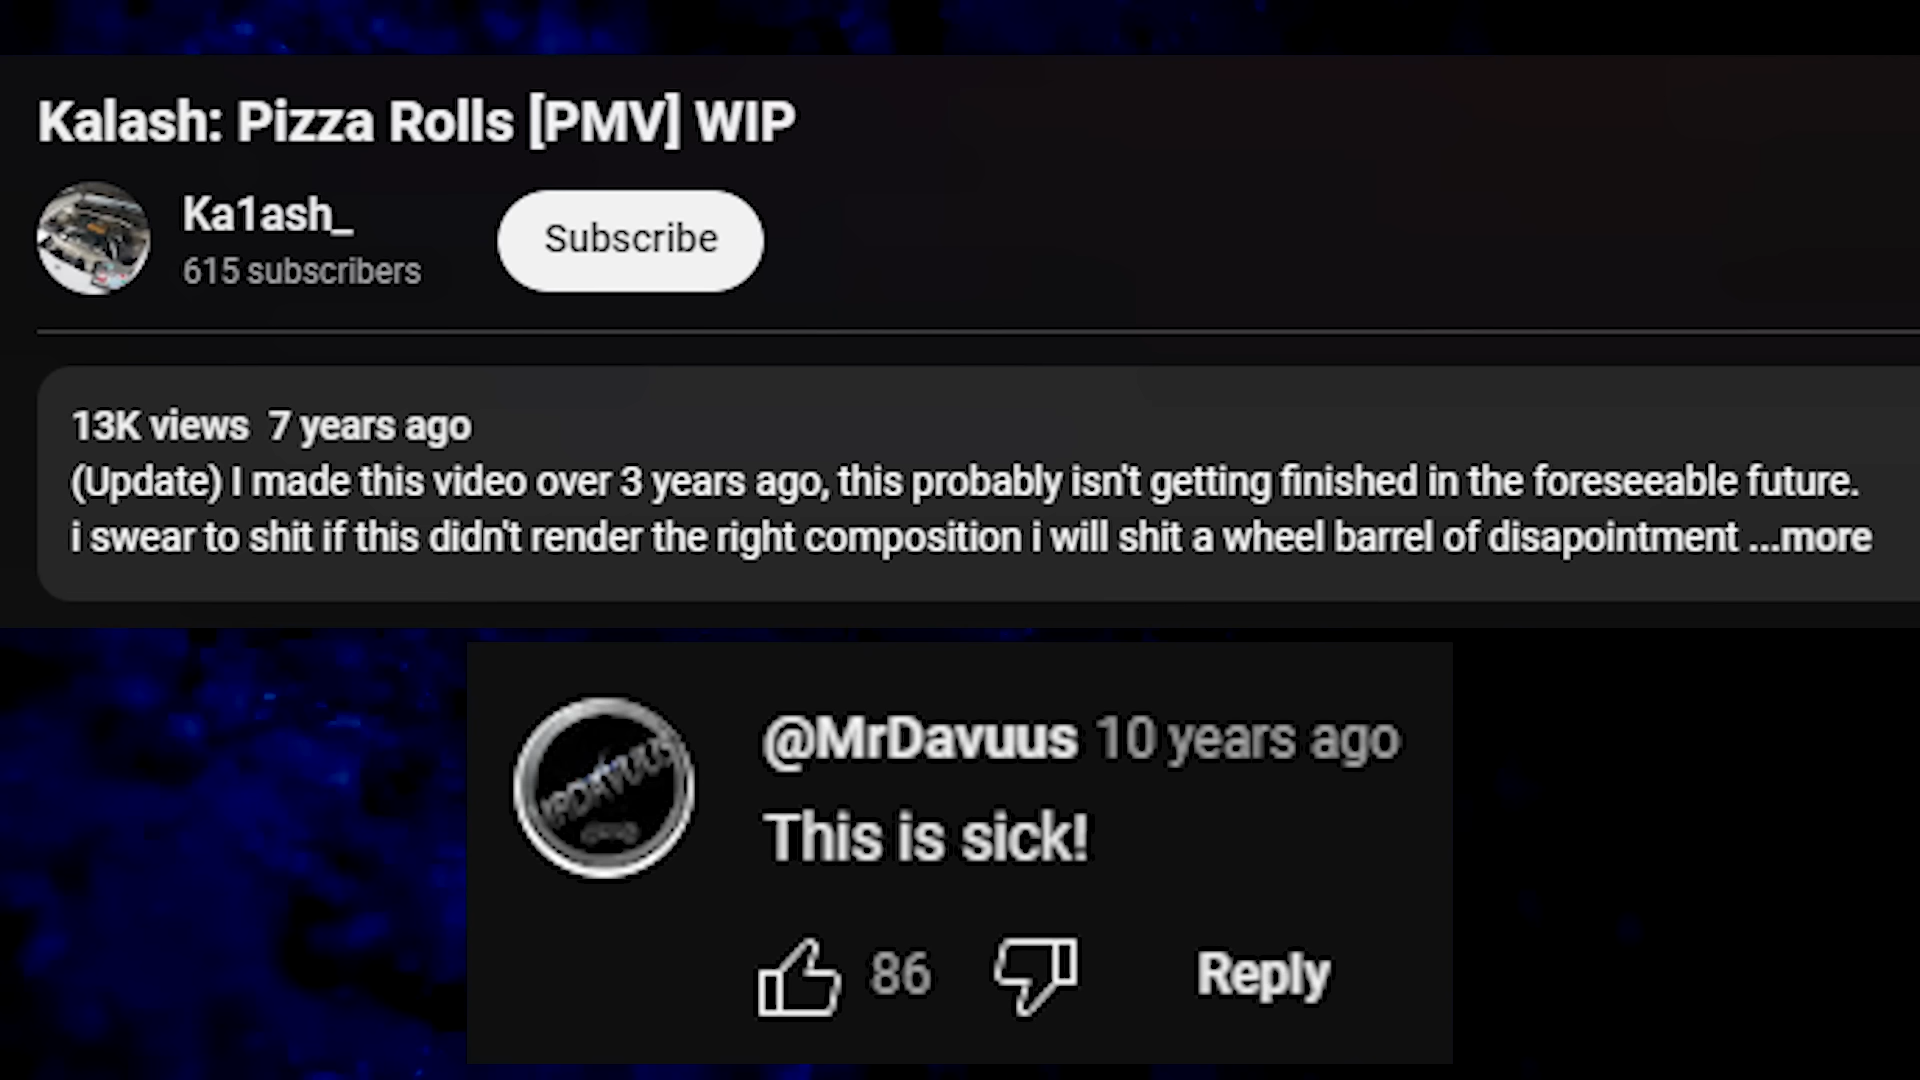 Kalash: Pizza Rolls [PMV] WIP
Ka1ash_
Subscribe
615 subscribers
13K views 7 years ago
(Update) I made this video over 3 years ago, this probably isn't getting finished in the foreseeable future.
i swear to shit if this didn't render the right composition i will shit a wheel barrel of disapointment ...more
@MrDavuus 10 years ago
This is sick!
86
Reply